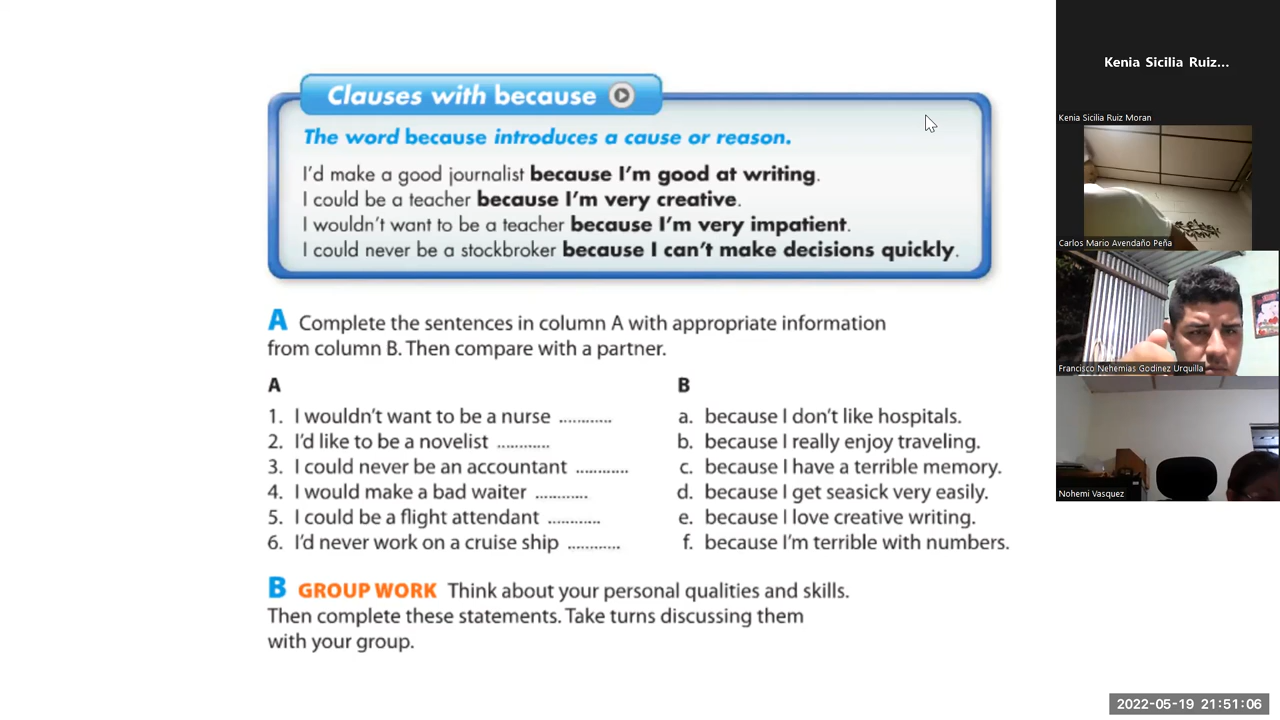 Clauses with because
The word because introduces a cause or reason.
I'd make a good journalist because I'm good at writing.
I could be a teacher because I'm very creative.
I wouldn't want to be a teacher because I'm very impatient.
I could never be a stockbroker because I can't make decisions quickly.
A Complete the sentences in column A with appropriate information
from column B. Then compare with a partner.
A
1. I wouldn't want to be a nurse ............
2. I'd like to be a novelist ............
3. I could never be an accountant ............
4. I would make a bad waiter ............
5. I could be a flight attendant ............
6. I'd never work on a cruise ship ............
B
a. because I don't like hospitals.
b. because I really enjoy traveling.
c. because I have a terrible memory.
d. because I get seasick very easily.
e. because I love creative writing.
f. because I'm terrible with numbers.
B GROUP WORK Think about your personal qualities and skills.
Then complete these statements. Take turns discussing them
with your group.
Kenia Sicilia Ruiz...
Kenia Sicilia Ruiz Moran
Carlos Mario Avendaño Peña
Francisco Nehemias Godinez Urquilla
Nohemi Vasquez
2022-05-19 21:51:06